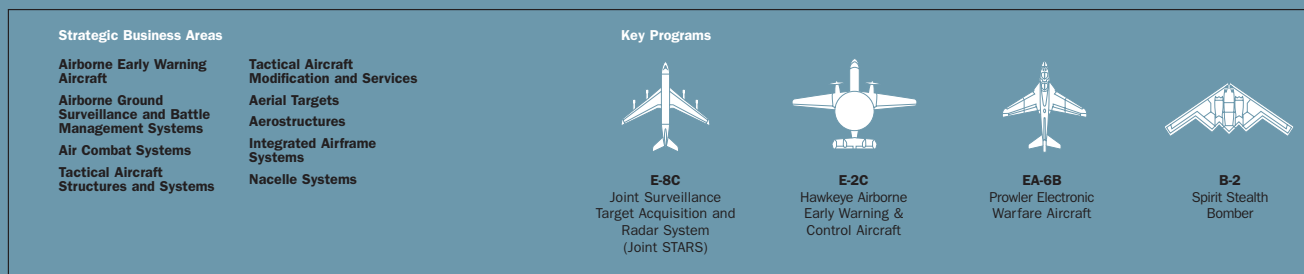 Strategic Business Areas
Airborne Early Warning
Aircraft
Airborne Ground
Surveillance and Battle
Management Systems
Air Combat Systems
Tactical Aircraft
Structures and Systems
Tactical Aircraft
Modification and Services
Aerial Targets
Aerostructures
Integrated Airframe
Systems
Nacelle Systems
Key Programs
E-8C
Joint Surveillance
Target Acquisition and
Radar System
(Joint STARS)
E-2C
Hawkeye Airborne
Early Warning &
Control Aircraft
EA-6B
Prowler Electronic
Warfare Aircraft
B-2
Spirit Stealth
Bomber